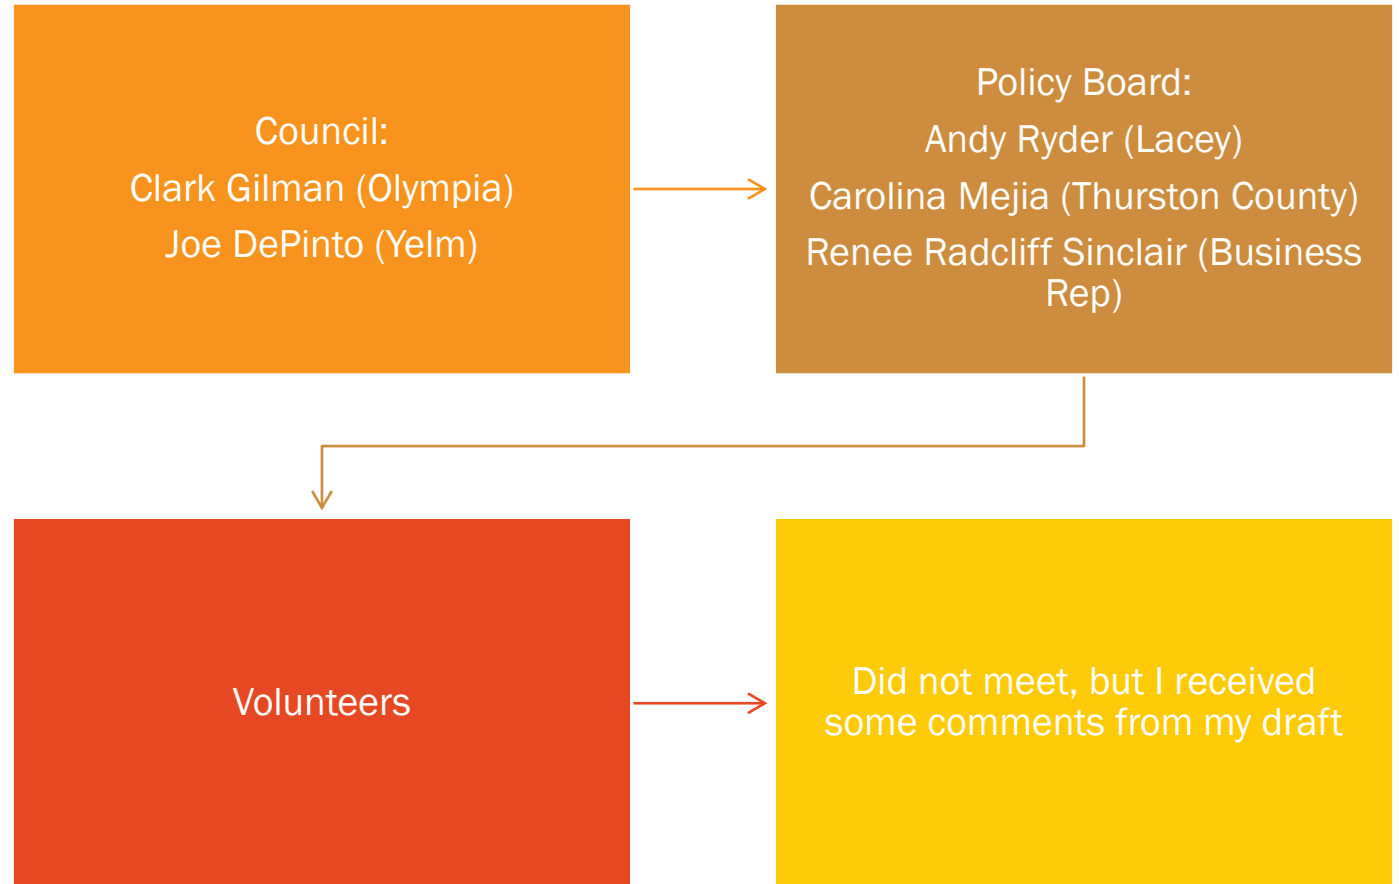 Council:
Clark Gilman (Olympia)
Joe DePinto (Yelm)
Policy Board:
Andy Ryder (Lacey)
Carolina Mejia (Thurston County)
Renee Radcliff Sinclair (Business
Rep)
Volunteers
Did not meet, but I received
some comments from my draft